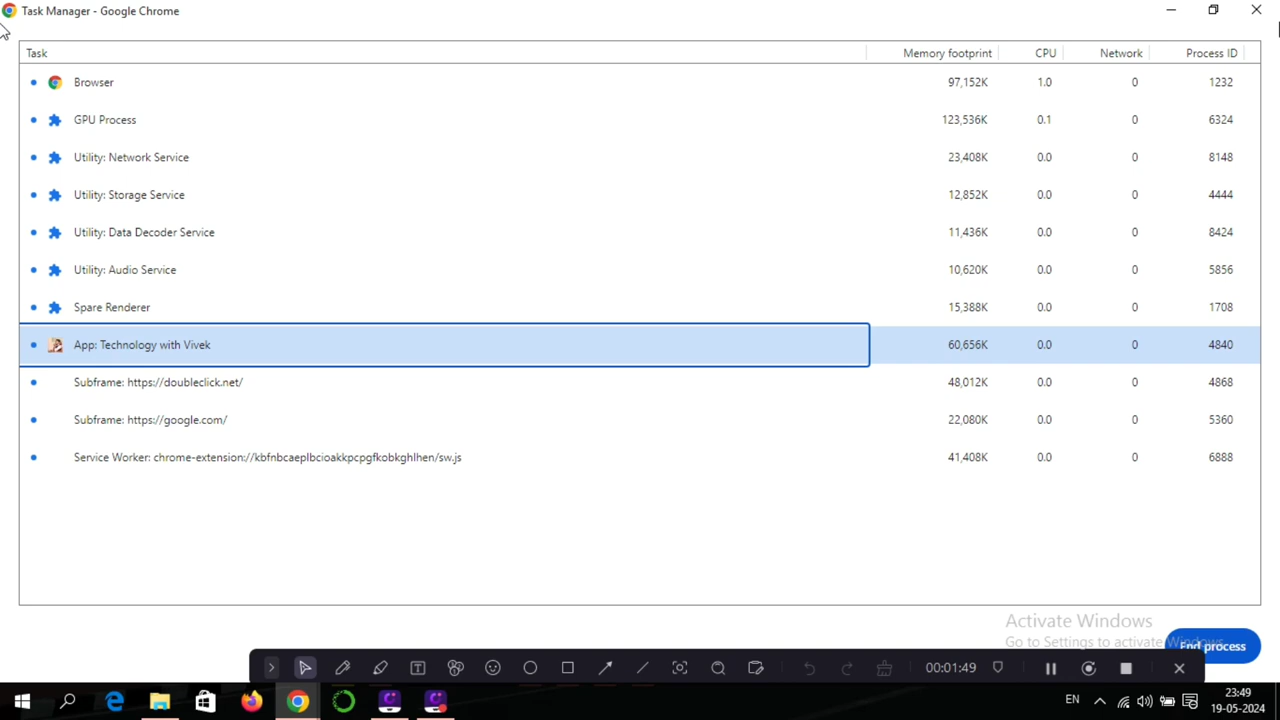 Task Manager - Google Chrome
Task Memory footprint CPU Network Process ID
Browser 97,152K 1.0 0 1232
GPU Process 123,536K 0.1 0 6324
Utility: Network Service 23,408K 0.0 0 8148
Utility: Storage Service 12,852K 0.0 0 4444
Utility: Data Decoder Service 11,436K 0.0 0 8424
Utility: Audio Service 10,620K 0.0 0 5856
Spare Renderer 15,388K 0.0 0 1708
App: Technology with Vivek 60,656K 0.0 0 4840
Subframe: https://doubleclick.net/ 48,012K 0.0 0 4868
Subframe: https://google.com/ 22,080K 0.0 0 5360
Service Worker: chrome-extension://kbfnbcaeplbcioakkpcpgfkobkghlhen/sw.js 41,408K 0.0 0 6888
Activate Windows
Go to Settings to activate Windows.
End process
00:01:49
EN
23:49
19-05-2024